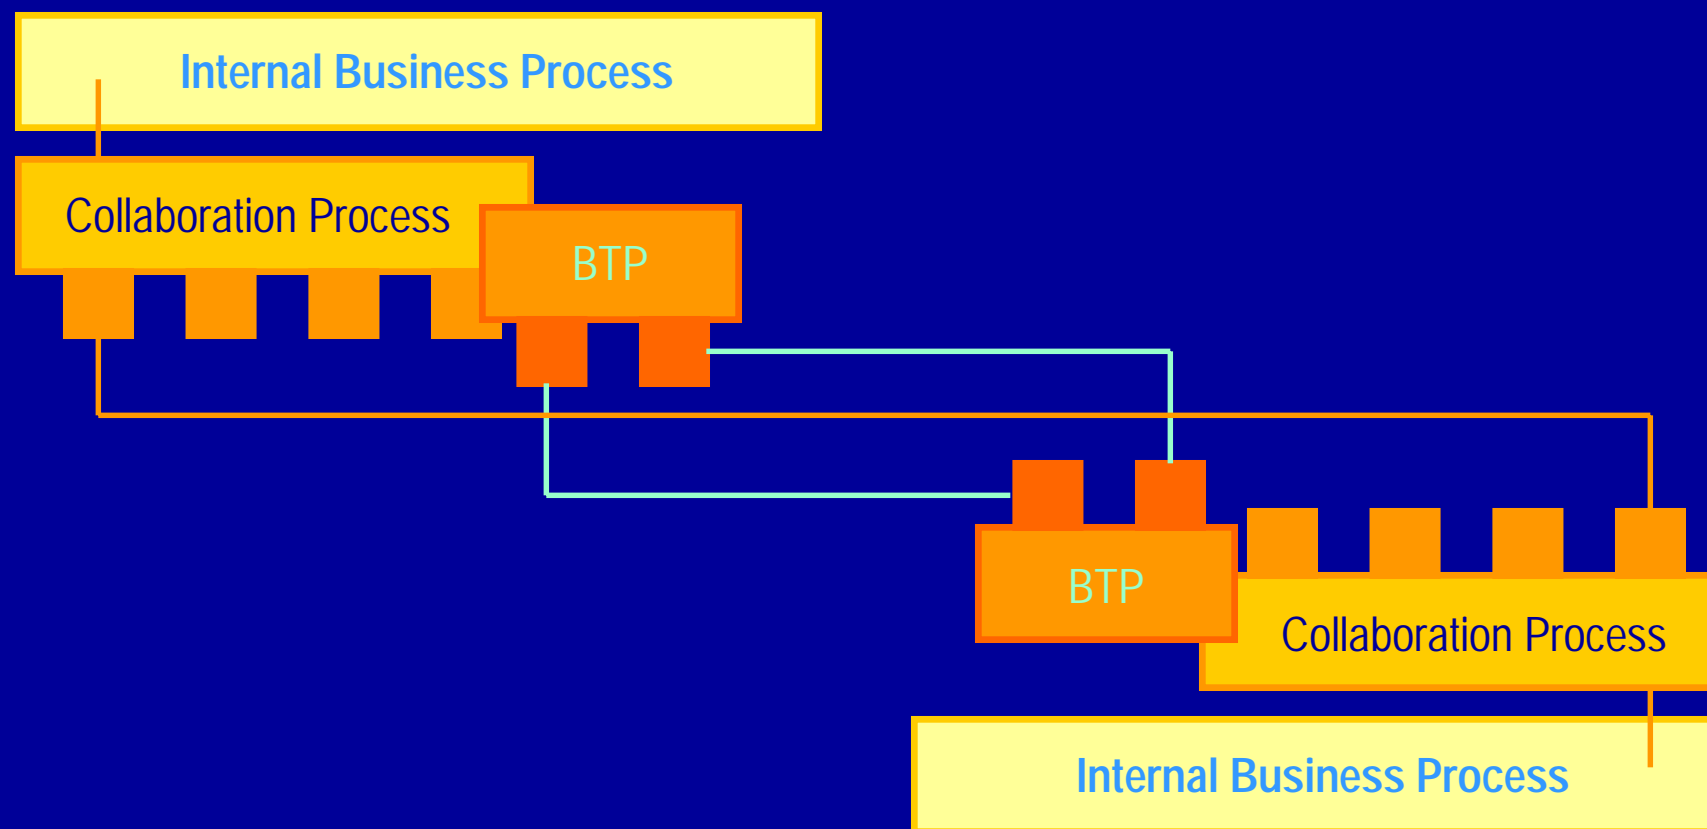 Internal Business Process
Collaboration Process
BTP
BTP
Collaboration Process
Internal Business Process